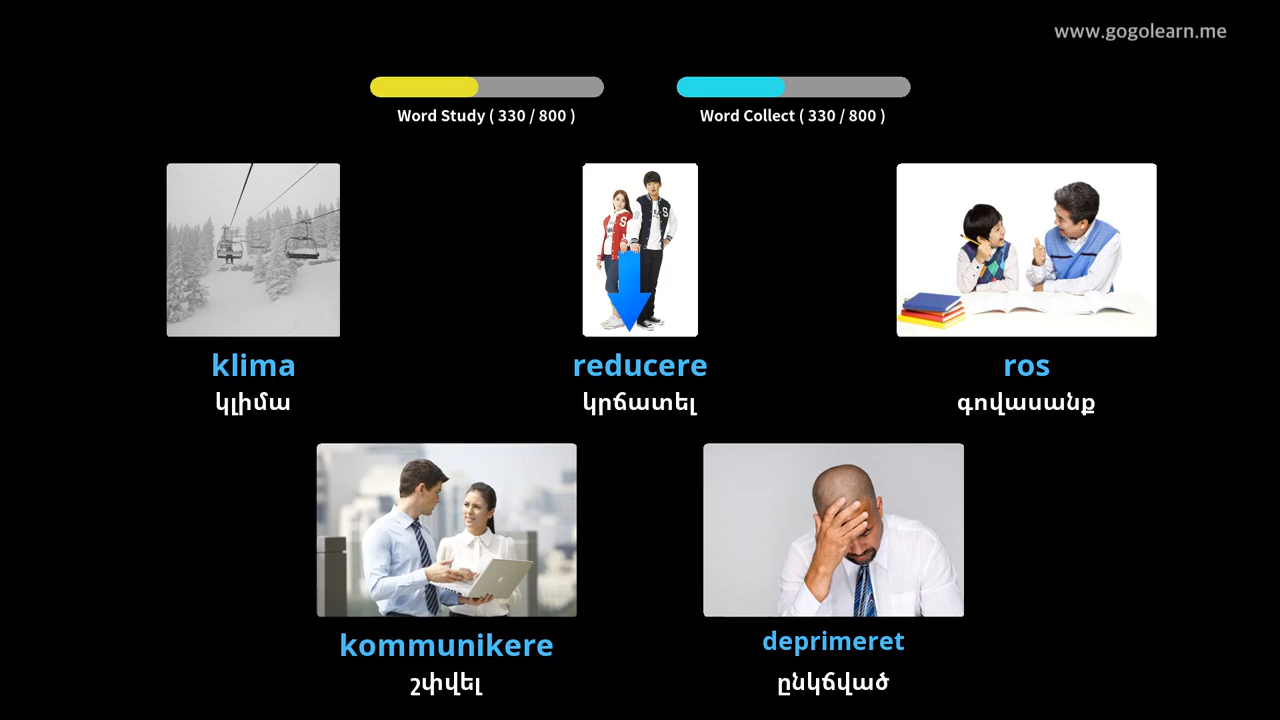 www.gogolearn.me
Word Study ( 330 / 800 )
Word Collect ( 330 / 800 )
klima
կլիմա
reducere
կրճատել
ros
գովասանք
kommunikere
շփվել
deprimeret
ընկճված